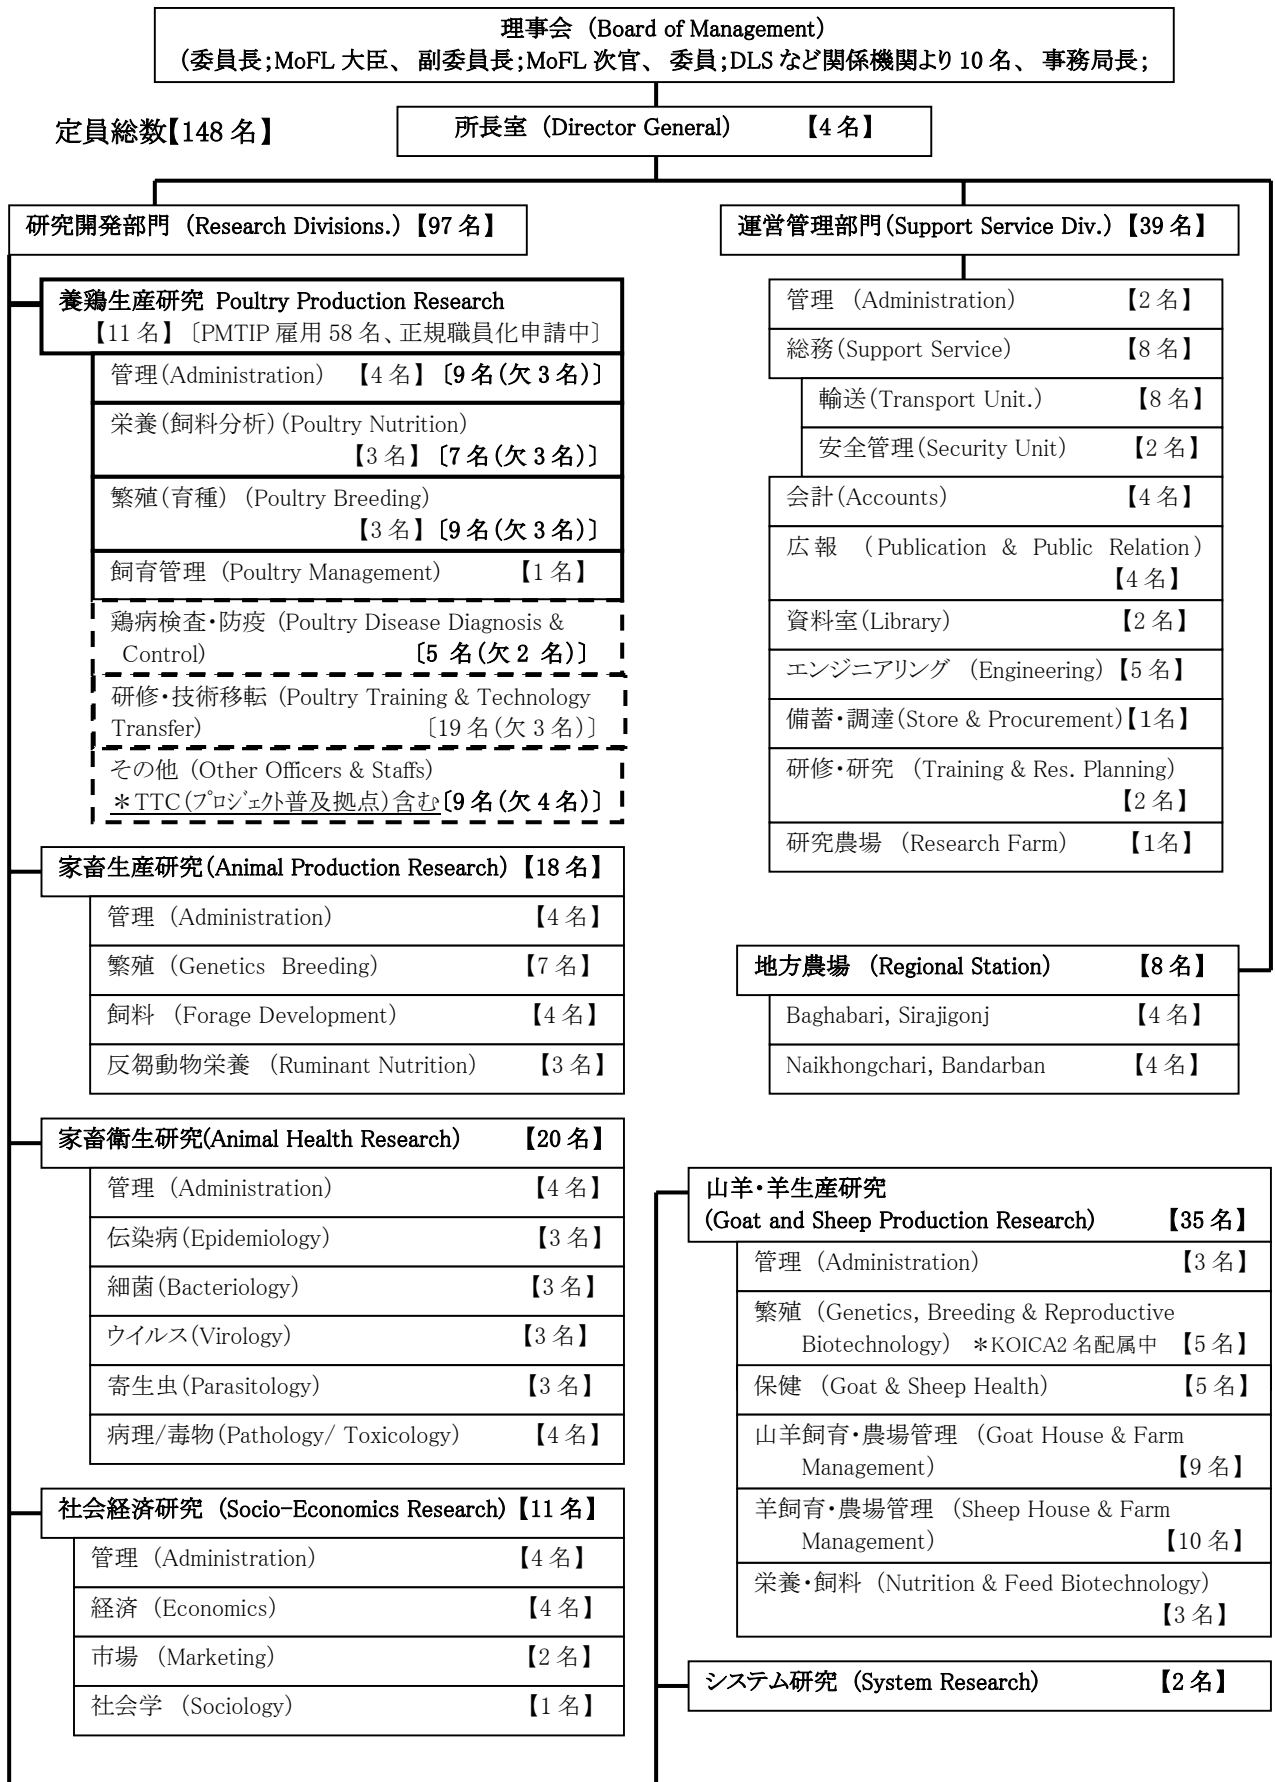 理事会 (Board of Management)
(委員長;MoFL 大臣、副委員長;MoFL 次官、委員;DLS など関係機関より 10 名、事務局長;
定員総数【148 名】
所長室 (Director General) 【4 名】
研究開発部門 (Research Divisions.)【97 名】
養鶏生産研究 Poultry Production Research
【11 名】〔PMTIP 雇用 58 名、正規職員化申請中〕
管理(Administration) 【4 名】〔9 名(欠 3 名)〕
栄養(飼料分析)(Poultry Nutrition)
【3 名】〔7 名(欠 3 名)〕
繁殖(育種) (Poultry Breeding)
【3 名】〔9 名(欠 3 名)〕
飼育管理 (Poultry Management) 【1 名】
鶏病検査・防疫 (Poultry Disease Diagnosis &
Control) 〔5 名(欠 2 名)〕
研修・技術移転 (Poultry Training & Technology
Transfer) 〔19 名(欠 3 名)〕
その他 (Other Officers & Staffs)
＊TTC(プロジェクト普及拠点)含む〔9 名(欠 4 名)〕
家畜生産研究(Animal Production Research)【18 名】
管理 (Administration) 【4 名】
繁殖 (Genetics Breeding) 【7 名】
飼料 (Forage Development) 【4 名】
反芻動物栄養 (Ruminant Nutrition) 【3 名】
家畜衛生研究(Animal Health Research) 【20 名】
管理 (Administration) 【4 名】
伝染病(Epidemiology) 【3 名】
細菌(Bacteriology) 【3 名】
ウイルス(Virology) 【3 名】
寄生虫(Parasitology) 【3 名】
病理/毒物(Pathology/ Toxicology) 【4 名】
社会経済研究 (Socio-Economics Research)【11 名】
管理 (Administration) 【4 名】
経済 (Economics) 【4 名】
市場 (Marketing) 【2 名】
社会学 (Sociology) 【1 名】
運営管理部門(Support Service Div.)【39 名】
管理 (Administration) 【2 名】
総務(Support Service) 【8 名】
輸送(Transport Unit.) 【8 名】
安全管理(Security Unit) 【2 名】
会計(Accounts) 【4 名】
広報 (Publication & Public Relation)
【4 名】
資料室(Library) 【2 名】
エンジニアリング (Engineering)【5 名】
備蓄・調達(Store & Procurement)【1名】
研修・研究 (Training & Res. Planning)
【2 名】
研究農場 (Research Farm) 【1名】
地方農場 (Regional Station) 【8 名】
Baghabari, Sirajigonj 【4 名】
Naikhongchari, Bandarban 【4 名】
山羊・羊生産研究
(Goat and Sheep Production Research) 【35 名】
管理 (Administration) 【3 名】
繁殖 (Genetics, Breeding & Reproductive
Biotechnology) ＊KOICA2 名配属中 【5 名】
保健 (Goat & Sheep Health) 【5 名】
山羊飼育・農場管理 (Goat House & Farm
Management) 【9 名】
羊飼育・農場管理 (Sheep House & Farm
Management) 【10 名】
栄養・飼料 (Nutrition & Feed Biotechnology)
【3 名】
システム研究 (System Research) 【2 名】